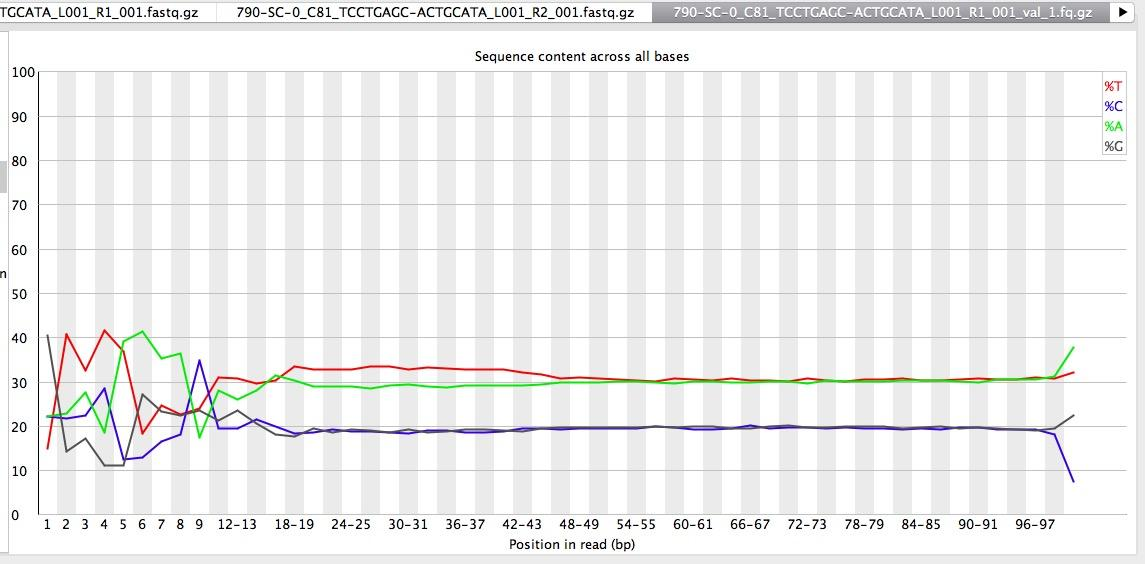 TGCATA_L001_R1_001.fastq.gz 790-SC-0_C81_TCCTGAGC-ACTGCATA_L001_R2_001.fastq.gz 790-SC-0_C81_TCCTGAGC-ACTGCATA_L001_R1_001_val_1.fq.gz
Sequence content across all bases
100
%T
%C
%A
%G
90
80
70
60
n
50
40
30
20
10
0
1 2 3 4 5 6 7 8 9 12-13 18-19 24-25 30-31 36-37 42-43 48-49 54-55 60-61 66-67 72-73 78-79 84-85 90-91 96-97
Position in read (bp)